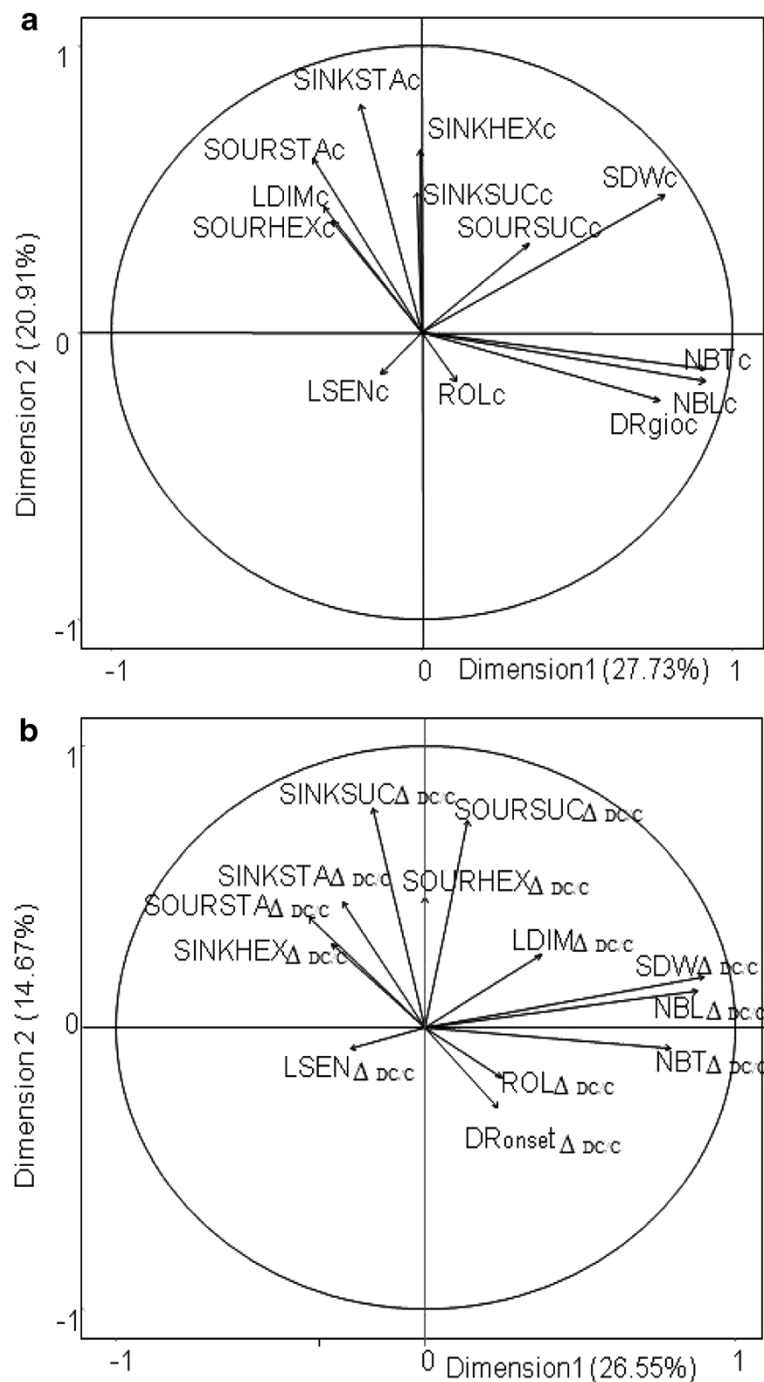 a
1
SINKSTAc
SINKHEXc
SOURSTAc
SDWc
LDIMc
SINKSUCc
SOURHEXc
SOURSUCc
Dimension 2 (20.91%)
0
NBTc
LSENc
ROLc
NBLc
DRgioc
-1
-1
0
Dimension1 (27.73%)
1
b
1
SINKSUCΔ DC/C
SOURSUCΔ DC/C
SINKSTAΔ DC/C
SOURHEXΔ DC/C
SOURSTAΔ DC/C
LDIMΔ DC/C
SINKHEXΔ DC/C
SDWΔ DC/C
NBLΔ DC/C
Dimension 2 (14.67%)
0
LSENΔ DC/C
NBTΔ DC/C
ROLΔ DC/C
DRonsetΔ DC/C
-1
-1
0
Dimension1 (26.55%)
1